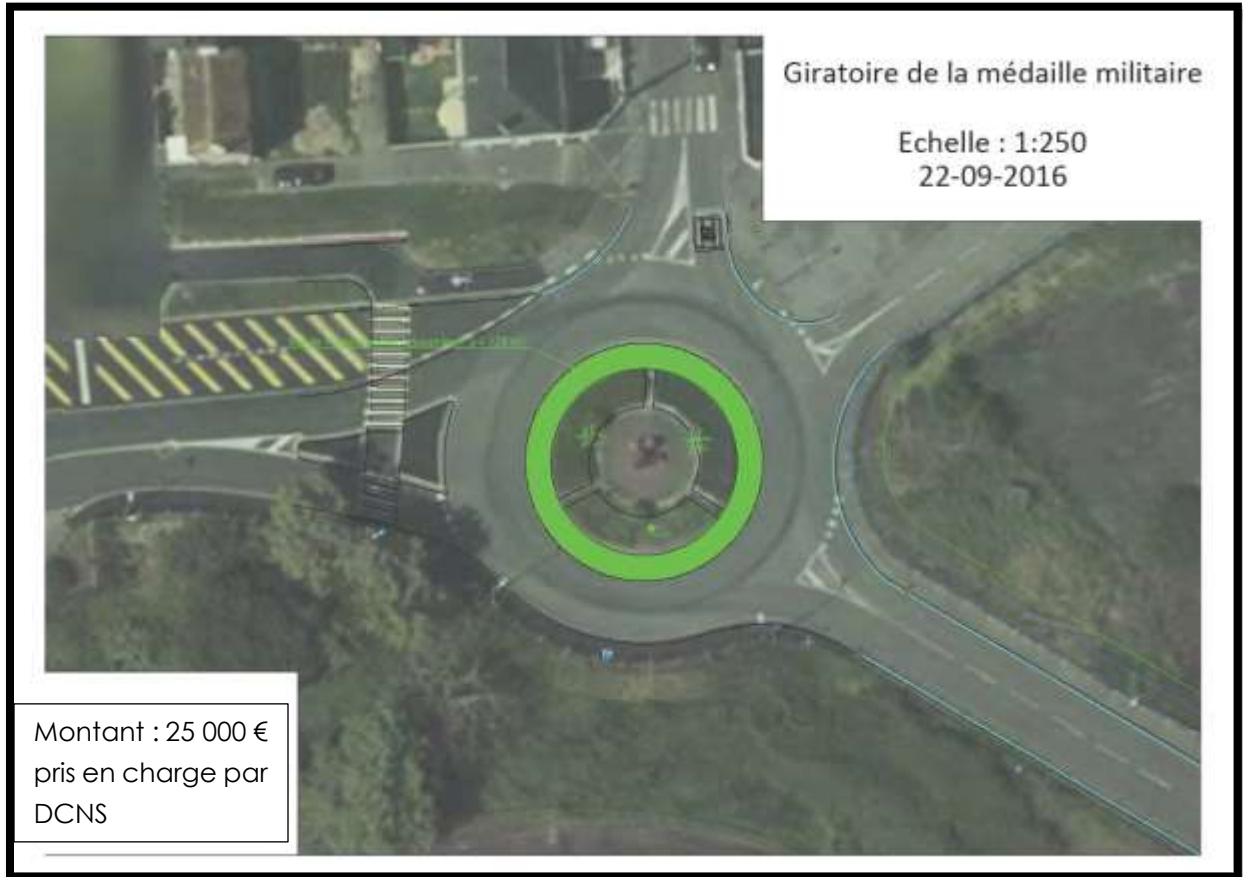 Giratoire de la médaille militaire
Echelle : 1:250
22-09-2016
Montant : 25 000 €
pris en charge par
DCNS